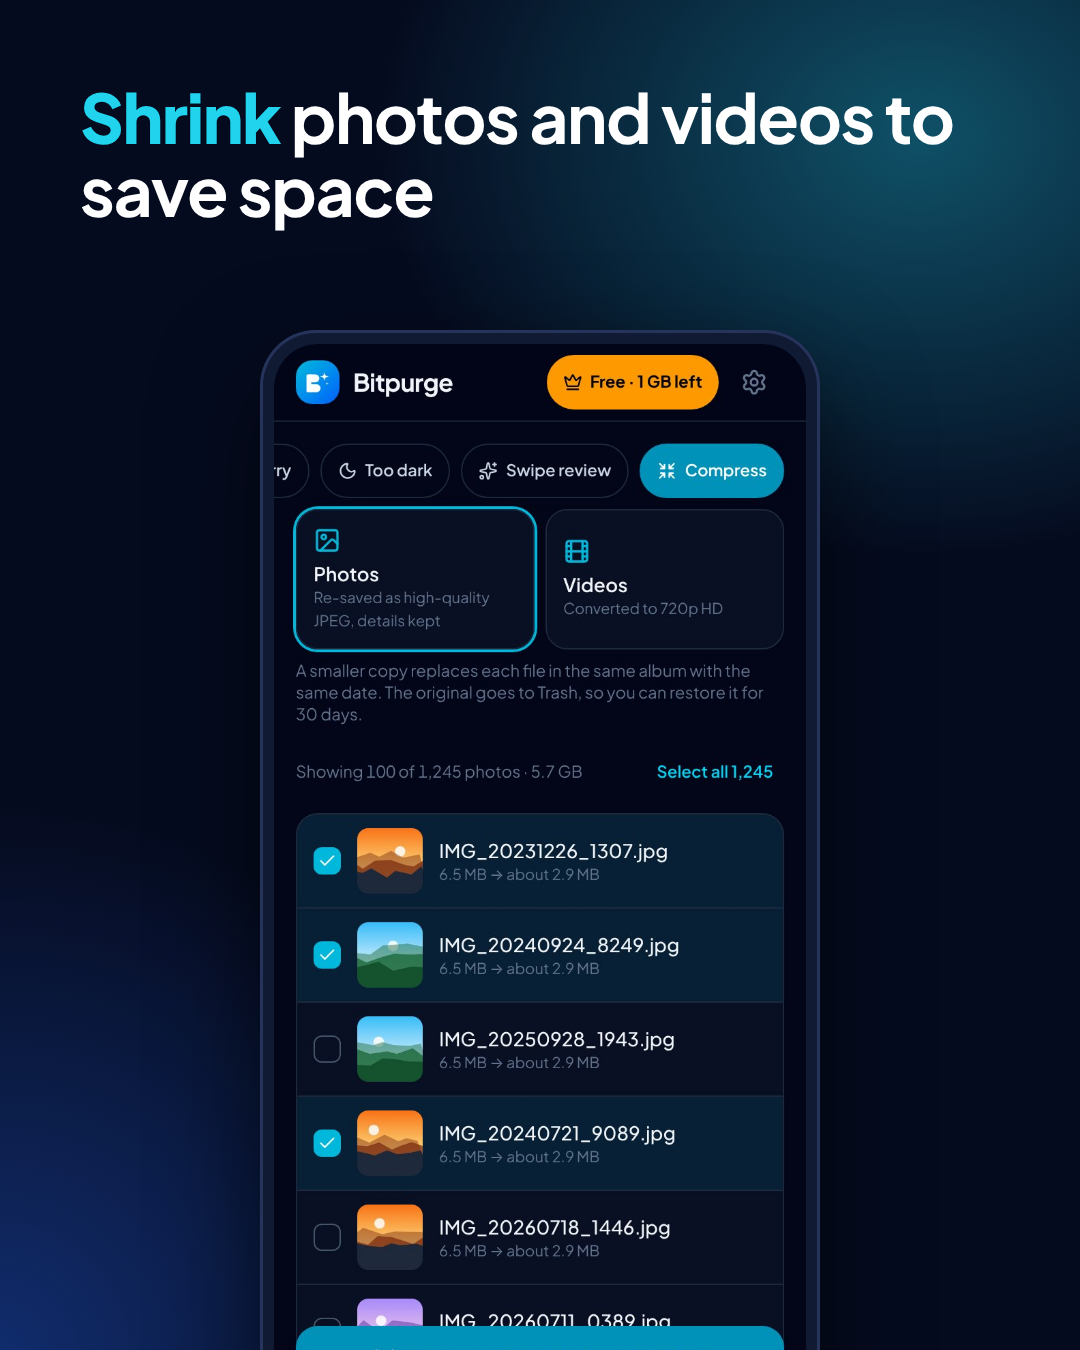 Shrink photos and videos to
save space
Bitpurge
Free · 1 GB left
rry
Too dark
Swipe review
Compress
Photos
Re-saved as high-quality
JPEG, details kept
Videos
Converted to 720p HD
A smaller copy replaces each file in the same album with the
same date. The original goes to Trash, so you can restore it for
30 days.
Showing 100 of 1,245 photos · 5.7 GB
Select all 1,245
IMG_20231226_1307.jpg
6.5 MB → about 2.9 MB
IMG_20240924_8249.jpg
6.5 MB → about 2.9 MB
IMG_20250928_1943.jpg
6.5 MB → about 2.9 MB
IMG_20240721_9089.jpg
6.5 MB → about 2.9 MB
IMG_20260718_1446.jpg
6.5 MB → about 2.9 MB
IMG_20260711_0389.jpg